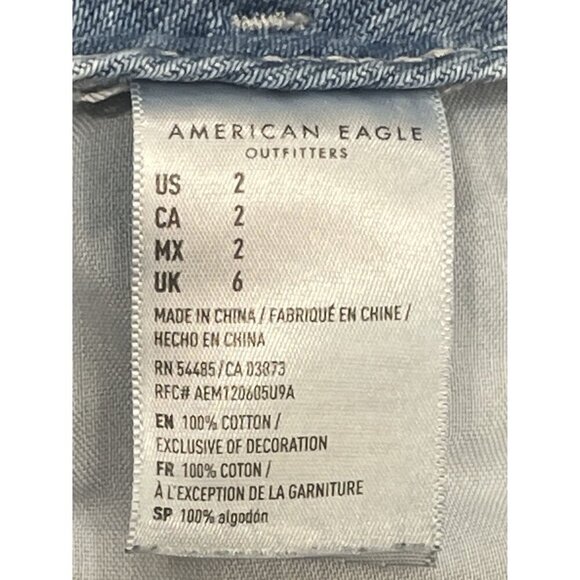 AMERICAN EAGLE
OUTFITTERS
US 2
CA 2
MX 2
UK 6
MADE IN CHINA / FABRIQUÉ EN CHINE /
HECHO EN CHINA
RN 54485 / CA 03873
RFC# AEM120605U9A
EN 100% COTTON /
EXCLUSIVE OF DECORATION
FR 100% COTON /
À L'EXCEPTION DE LA GARNITURE
SP 100% algodón